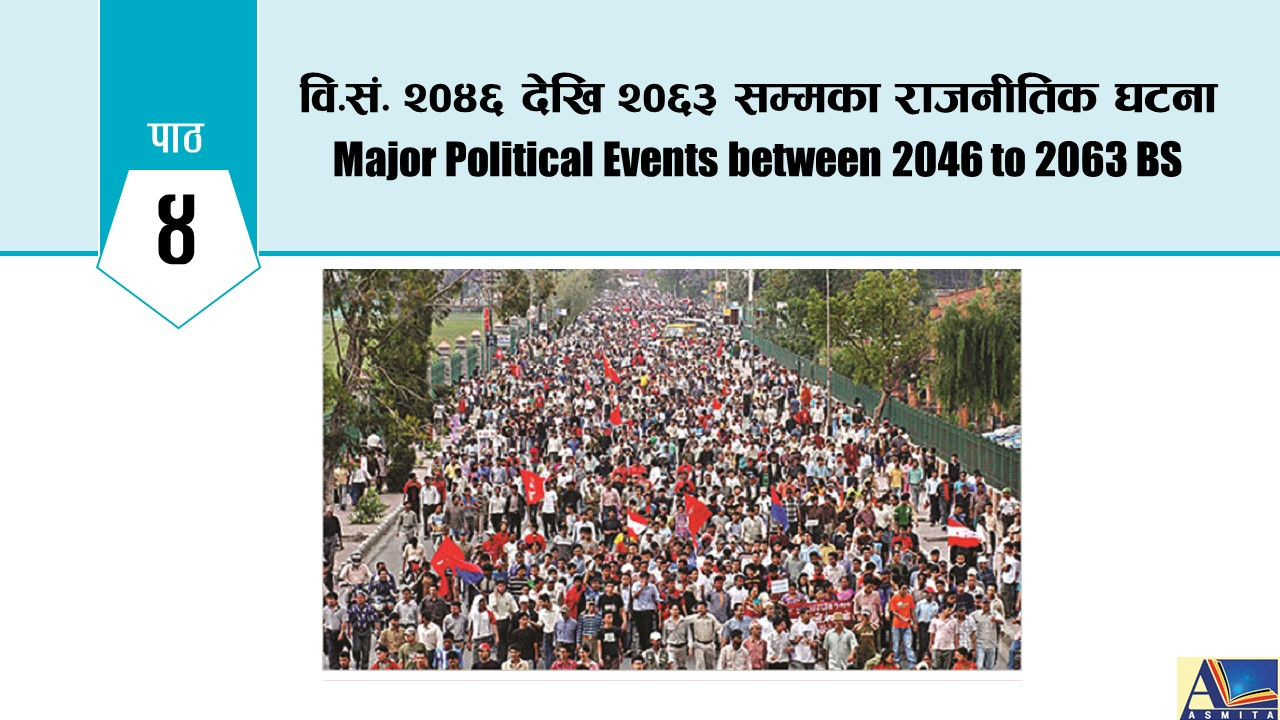 पाठ
४
वि.सं. २०४६ देखि २०६३ सम्मका राजनीतिक घटना
Major Political Events between 2046 to 2063 BS
ASMITA